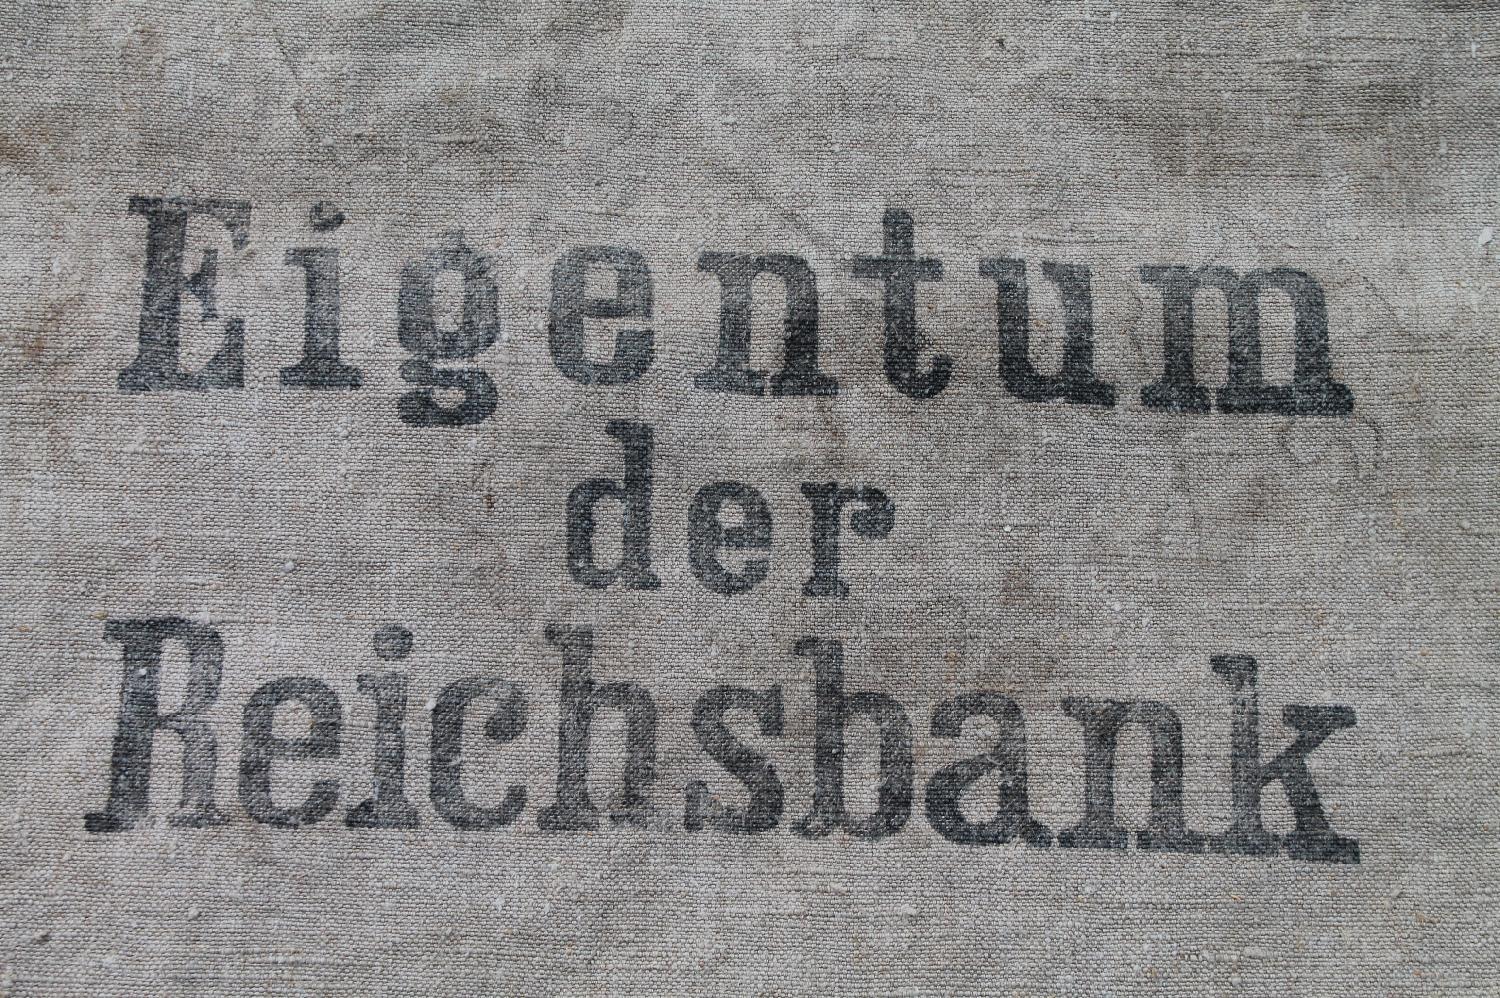 Eigentum
der
Reichsbank